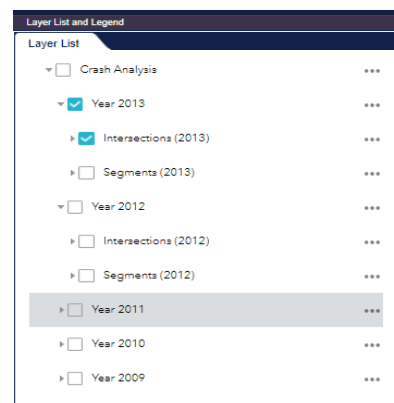 Layer List and Legend
Layer List
Crash Analysis
Year 2013
Intersections (2013)
Segments (2013)
Year 2012
Intersections (2012)
Segments (2012)
Year 2011
Year 2010
Year 2009